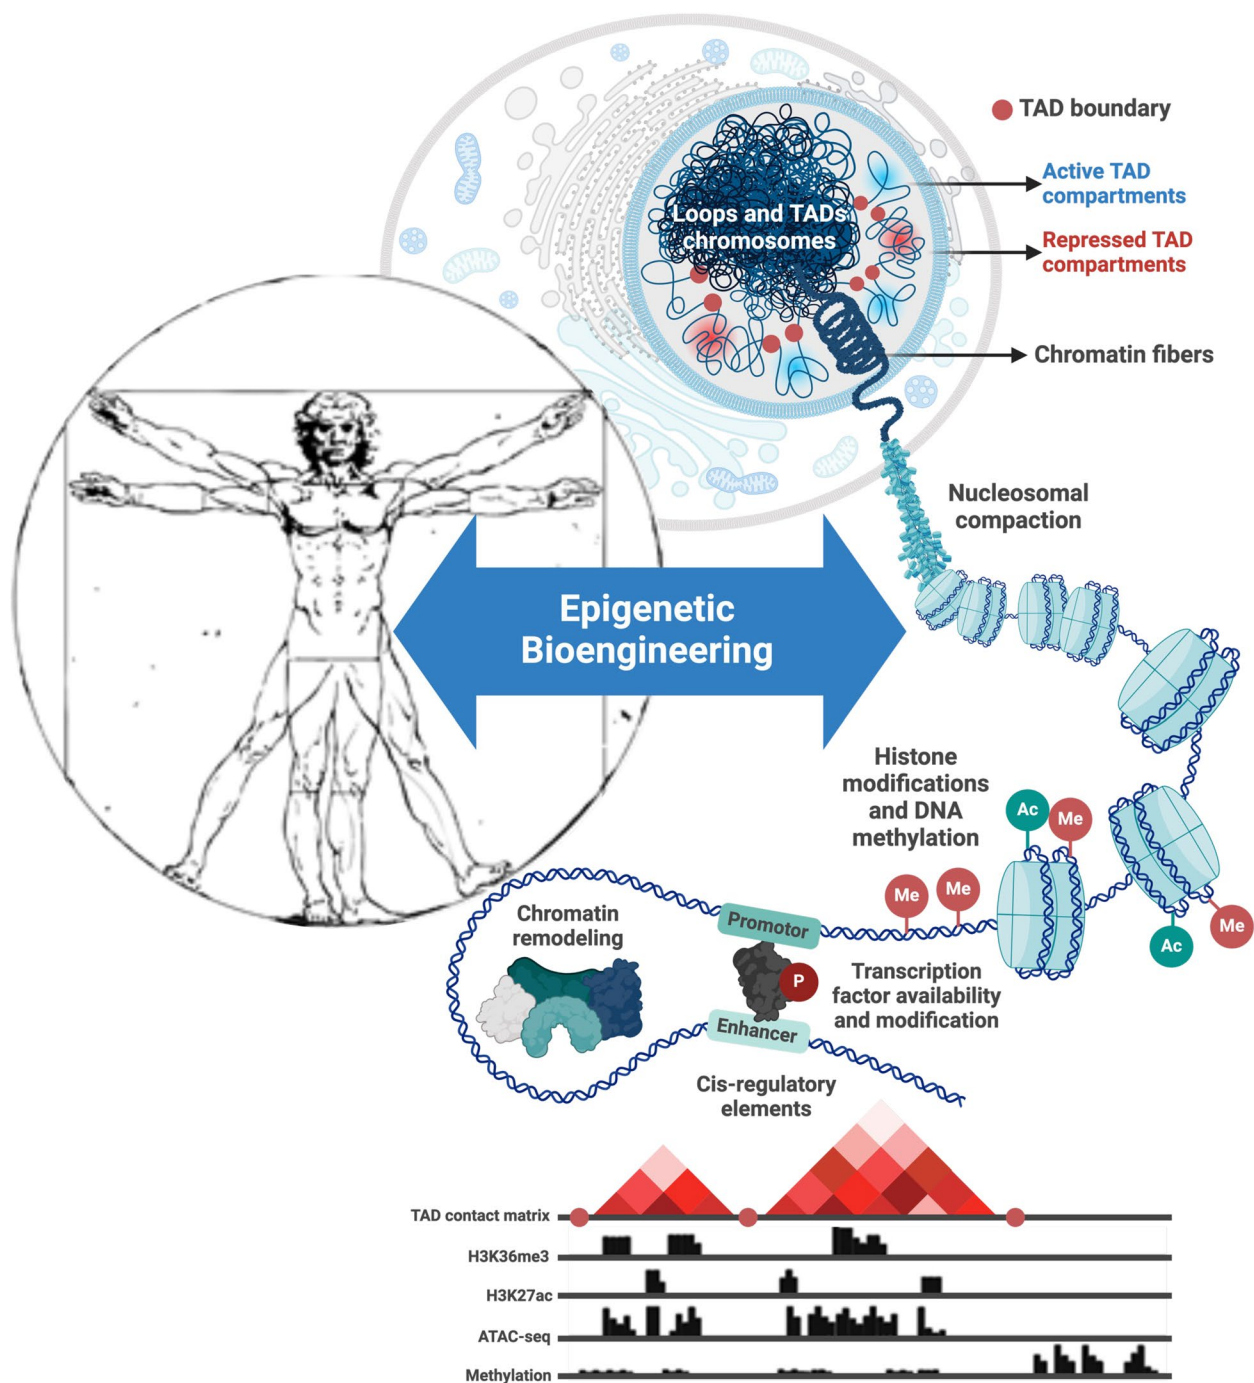 TAD boundary
Active TAD
compartments
Loops and TADs
chromosomes
Repressed TAD
compartments
Chromatin fibers
Nucleosomal
compaction
Epigenetic
Bioengineering
Histone
modifications
and DNA
methylation
Ac
Me
Me
Me
Me
Ac
Chromatin
remodeling
Promotor
P
Transcription
factor availability
and modification
Enhancer
Cis-regulatory
elements
TAD contact matrix
H3K36me3
H3K27ac
ATAC-seq
Methylation